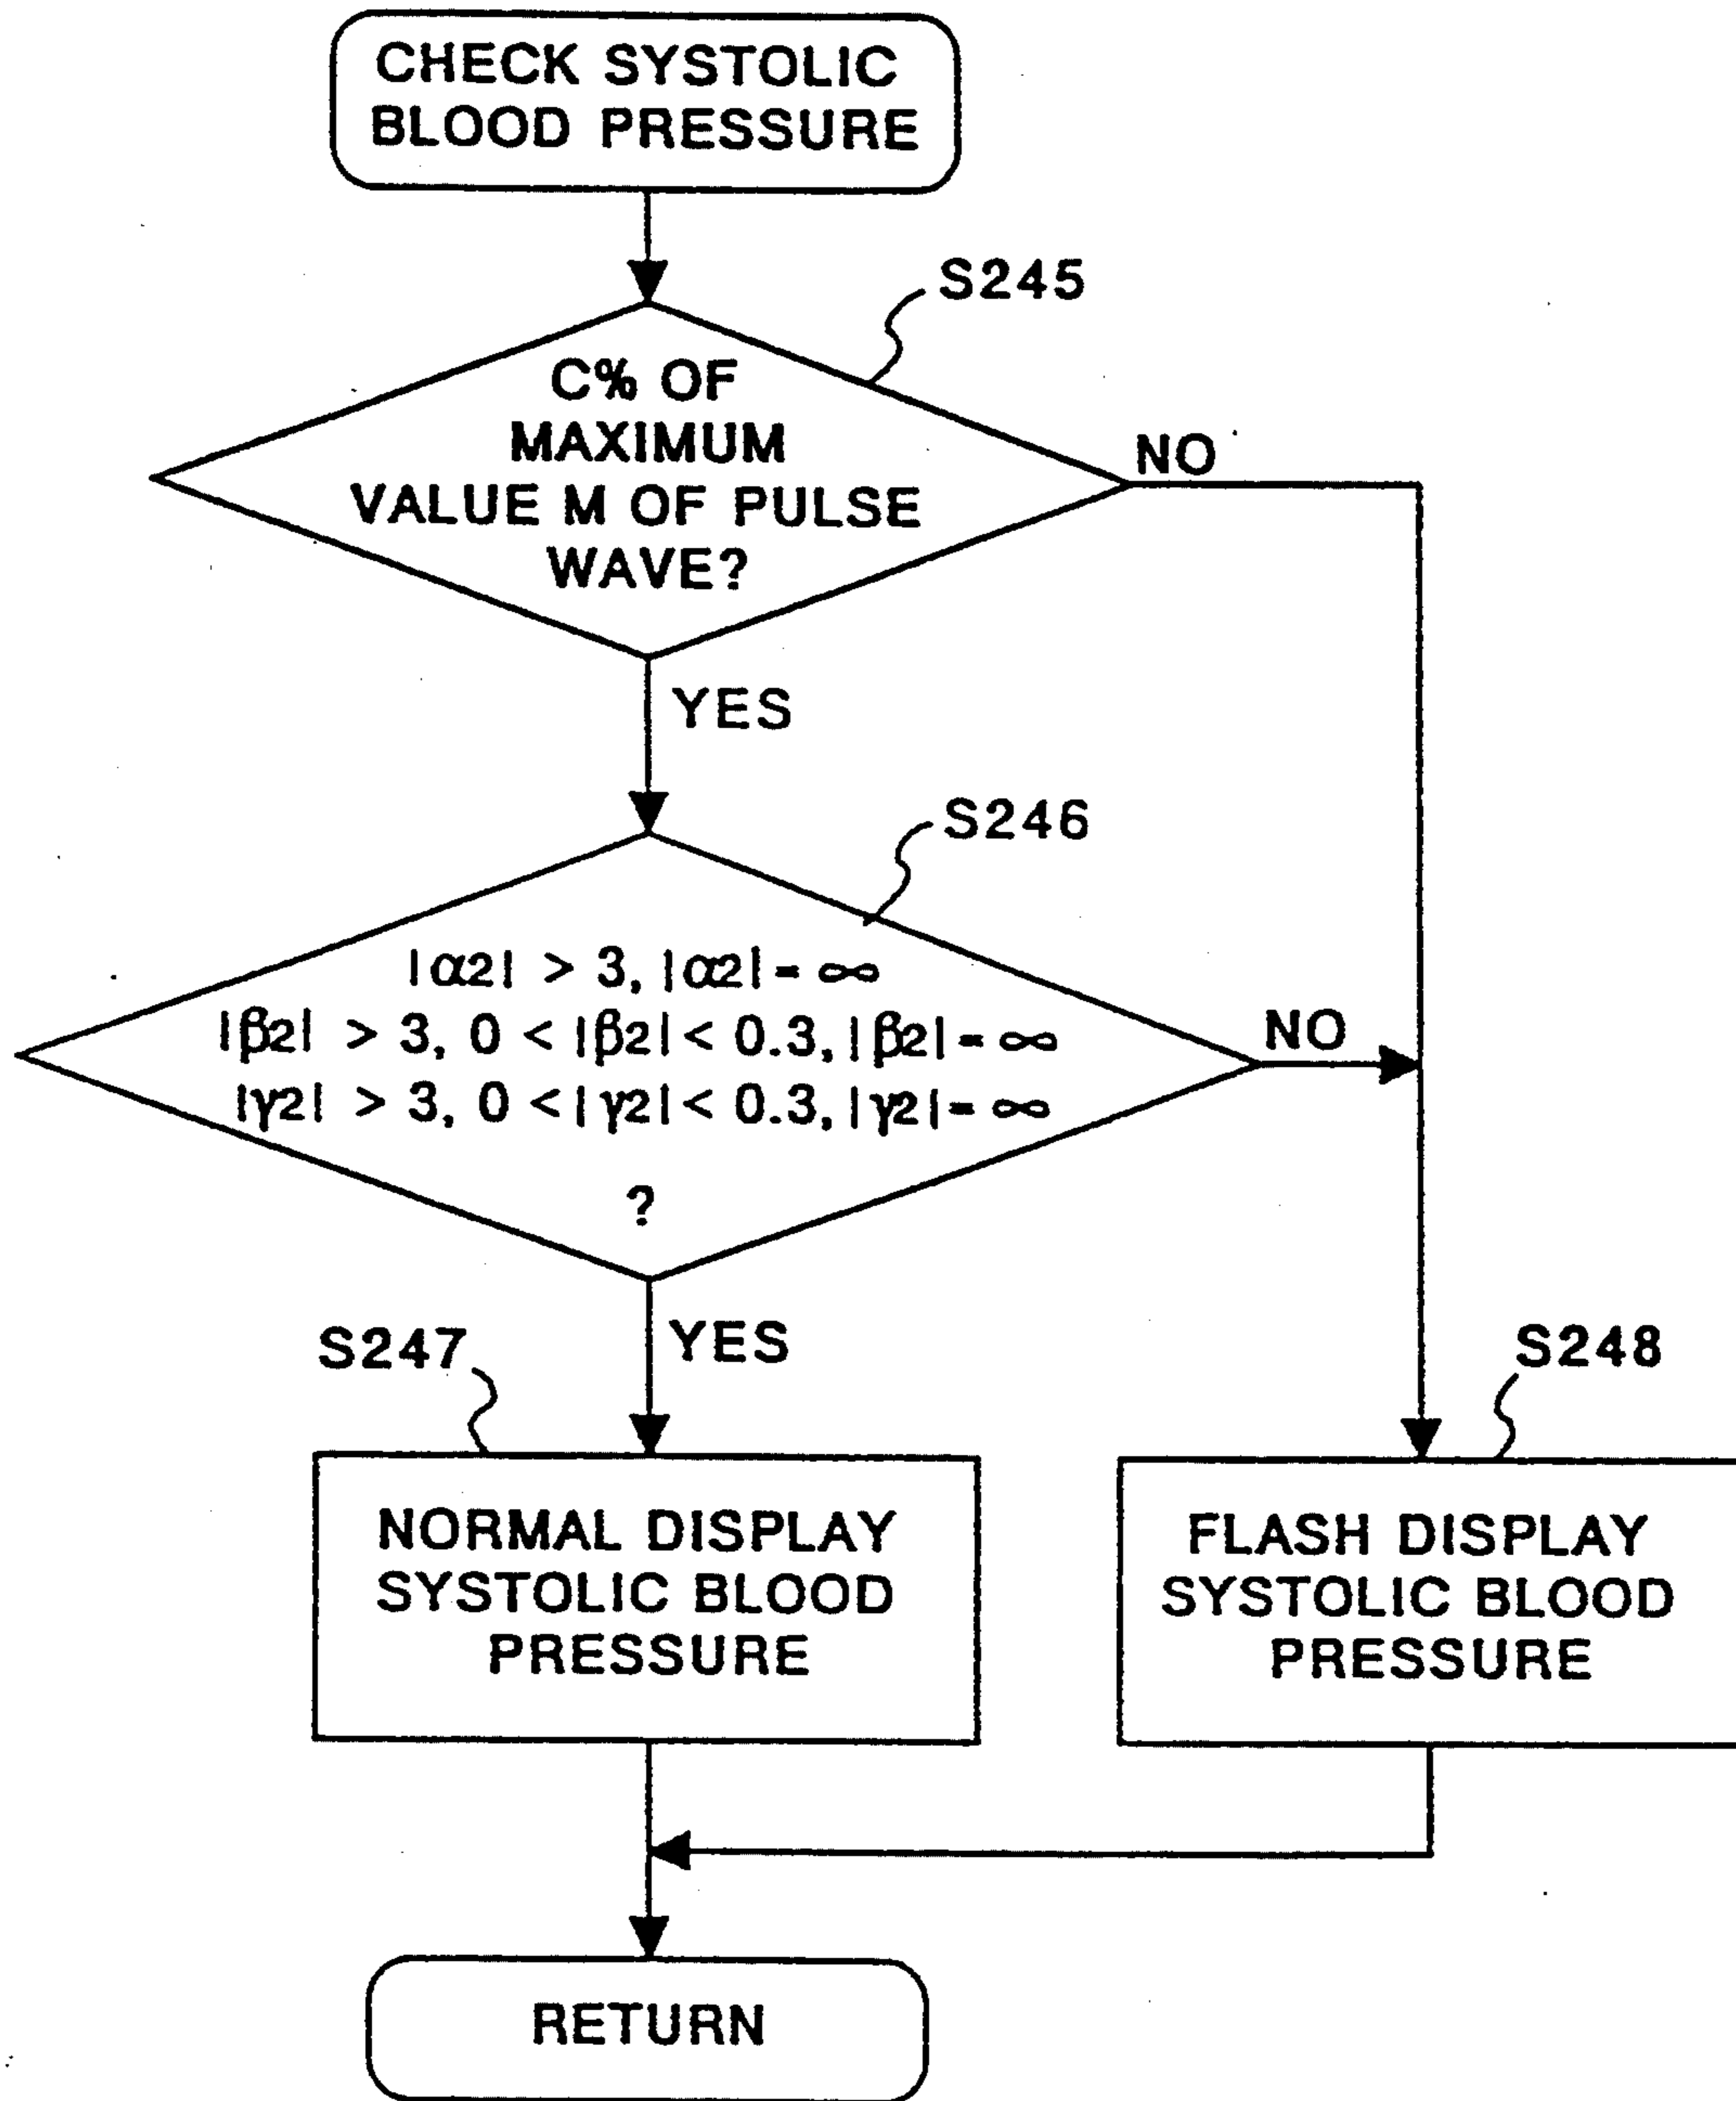 CHECK SYSTOLIC
BLOOD PRESSURE
S245
C% OF
MAXIMUM
VALUE M OF PULSE
WAVE?
NO
YES
S246
|α2| > 3, |α2| = ∞
|β2| > 3, 0 < |β2| < 0.3, |β2| = ∞
|γ2| > 3, 0 < |γ2| < 0.3, |γ2| = ∞
?
NO
YES
S247
NORMAL DISPLAY
SYSTOLIC BLOOD
PRESSURE
S248
FLASH DISPLAY
SYSTOLIC BLOOD
PRESSURE
RETURN